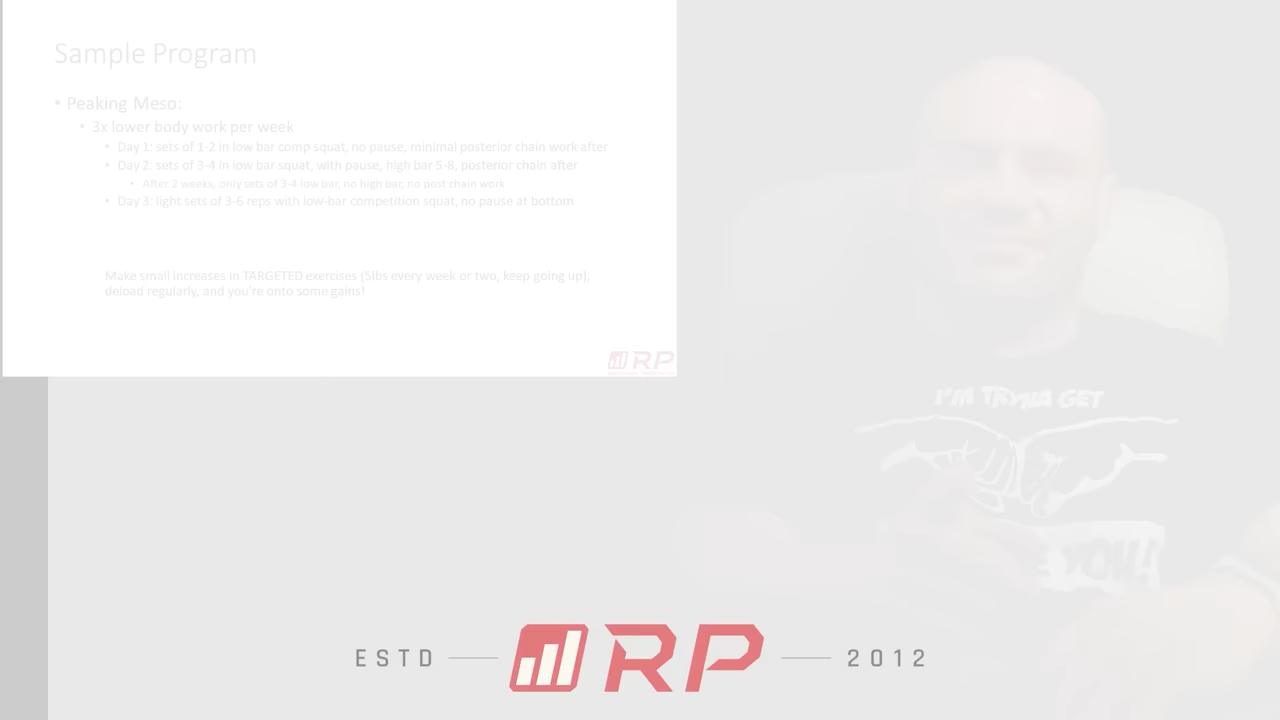 Sample Program
• Peaking Meso:
• 3x lower body work per week
• Day 1: sets of 1-2 in low bar comp squat, no pause, minimal posterior chain work after
• Day 2: sets of 3-4 in low bar squat, with pause, high bar 5-8, posterior chain after
• After 2 weeks, only sets of 3-4 low bar, no high bar, no post chain work
• Day 3: light sets of 3-6 reps with low-bar competition squat, no pause at bottom
Make small increases in TARGETED exercises (5lbs every week or two, keep going up),
deload regularly, and you're onto some gains!
RP
I'M TRYNA GET
YOU!
ESTD RP 2012